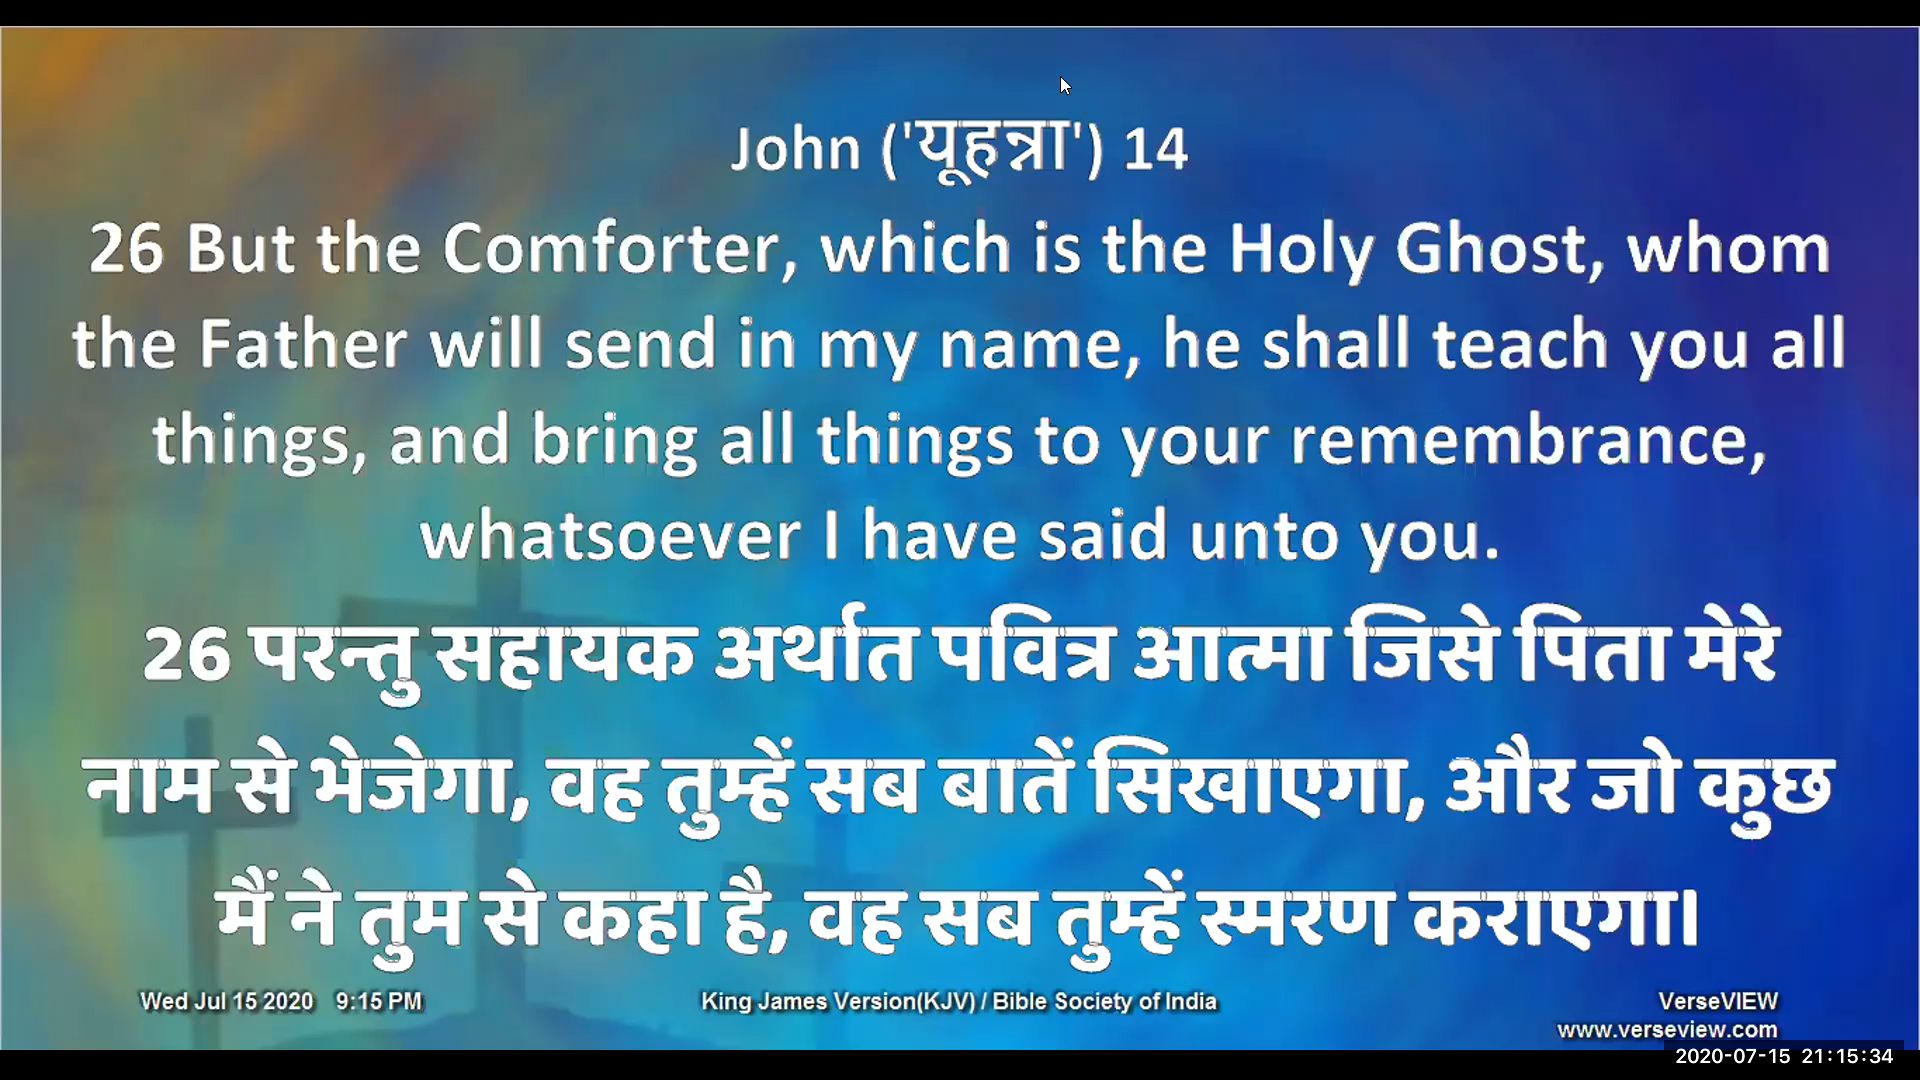 John ('यूहन्ना') 14
26 But the Comforter, which is the Holy Ghost, whom
the Father will send in my name, he shall teach you all
things, and bring all things to your remembrance,
whatsoever I have said unto you.
26 परन्तु सहायक अर्थात पवित्र आत्मा जिसे पिता मेरे
नाम से भेजेगा, वह तुम्हें सब बातें सिखाएगा, और जो कुछ
मैं ने तुम से कहा है, वह सब तुम्हें स्मरण कराएगा।
Wed Jul 15 2020 9:15 PM King James Version(KJV) / Bible Society of India VerseVIEW
www.verseview.com
2020-07-15 21:15:34